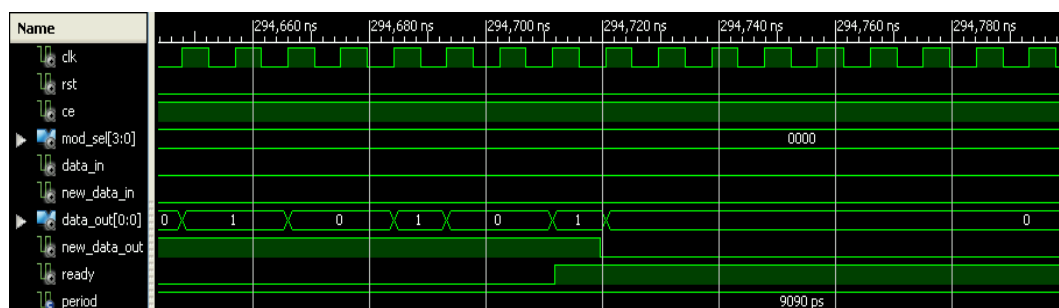 Name 294,660 ns 294,680 ns 294,700 ns 294,720 ns 294,740 ns 294,760 ns 294,780 ns
clk
rst
ce
mod_sel[3:0] 0000
data_in
new_data_in
data_out[0:0] 0 1 0 1 0 1 0
new_data_out
ready
period 9090 ps